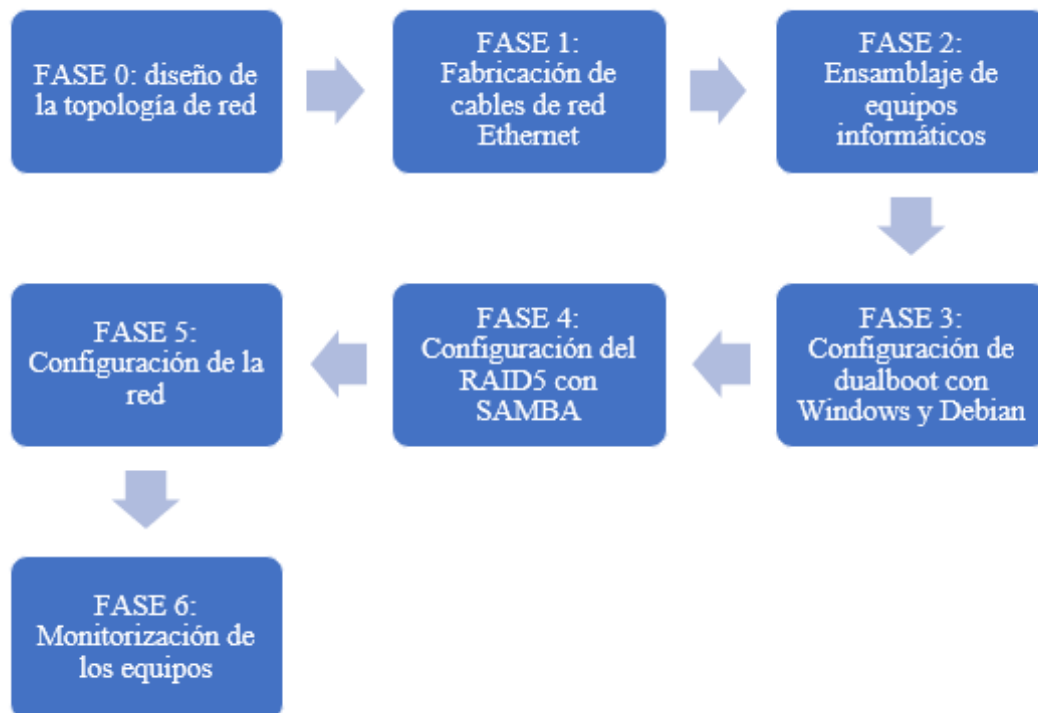 FASE 0: diseño de
la topología de red
FASE 1:
Fabricación de
cables de red
Ethernet
FASE 2:
Ensamblaje de
equipos
informáticos
FASE 3:
Configuración de
dualboot con
Windows y Debian
FASE 4:
Configuración del
RAID5 con
SAMBA
FASE 5:
Configuración de la
red
FASE 6:
Monitorización de
los equipos